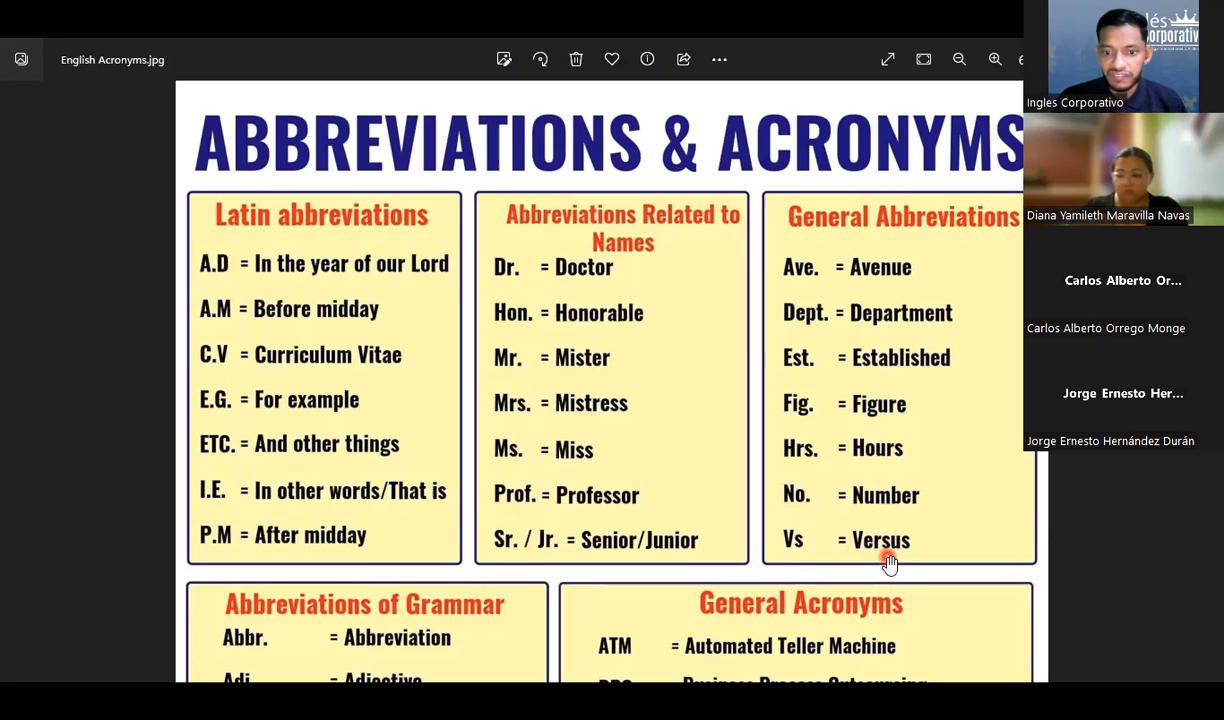 English Acronyms.jpg
ABBREVIATIONS & ACRONYMS
Latin abbreviations
A.D = In the year of our Lord
A.M = Before midday
C.V = Curriculum Vitae
E.G. = For example
ETC. = And other things
I.E. = In other words/That is
P.M = After midday
Abbreviations Related to
Names
Dr. = Doctor
Hon. = Honorable
Mr. = Mister
Mrs. = Mistress
Ms. = Miss
Prof. = Professor
Sr. / Jr. = Senior/Junior
General Abbreviations
Ave. = Avenue
Dept. = Department
Est. = Established
Fig. = Figure
Hrs. = Hours
No. = Number
Vs = Versus
Abbreviations of Grammar
Abbr. = Abbreviation
Adj = Adjective
General Acronyms
ATM = Automated Teller Machine
Business Process Outsourcing
Ingles Corporativo
Diana Yamileth Maravilla Navas
Carlos Alberto Or...
Carlos Alberto Orrego Monge
Jorge Ernesto Her...
Jorge Ernesto Hernández Durán